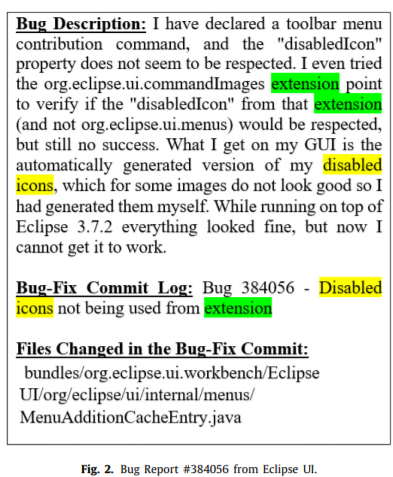 Bug Description: I have declared a toolbar menu
contribution command, and the "disabledIcon"
property does not seem to be respected. I even tried
the org.eclipse.ui.commandImages extension point
to verify if the "disabledIcon" from that extension
(and not org.eclipse.ui.menus) would be respected,
but still no success. What I get on my GUI is the
automatically generated version of my disabled
icons, which for some images do not look good so I
had generated them myself. While running on top of
Eclipse 3.7.2 everything looked fine, but now I
cannot get it to work.
Bug-Fix Commit Log: Bug 384056 - Disabled
icons not being used from extension
Files Changed in the Bug-Fix Commit:
bundles/org.eclipse.ui.workbench/Eclipse
UI/org/eclipse/ui/internal/menus/
MenuAdditionCacheEntry.java
Fig. 2. Bug Report #384056 from Eclipse UI.